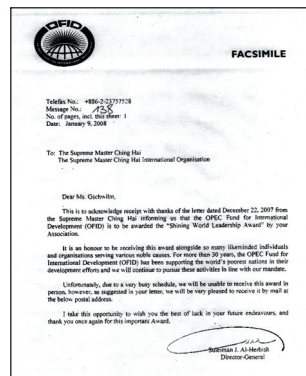 OFID
FACSIMILE
Telefax No.: +886-2-23757528
Message No.: 138
No. of pages, incl. this sheet: 1
Date: January 9, 2008
To: The Supreme Master Ching Hai
The Supreme Master Ching Hai International Organisation
Dear Ms. Gschwilm,
This is to acknowledge receipt with thanks of the letter dated December 22, 2007 from
the Supreme Master Ching Hai informing us that the OPEC Fund for International
Development (OFID) is to be awarded the "Shining World Leadership Award" by your
Association.
It is an honour to be receiving this award alongside so many likeminded individuals
and organisations serving various noble causes. For more than 30 years, the OPEC Fund for
International Development (OFID) has been supporting the world's poorest nations in their
development efforts and we will continue to pursue these activities in line with our mandate.
Unfortunately, due to a very busy schedule, we will be unable to receive this award in
person, however, as suggested in your letter, we will be very pleased to receive it by mail at
the below postal address.
I take this opportunity to wish you the best of luck in your future endeavours, and
thank you once again for this important Award.
Suleiman J. Al-Herbish
Director-General